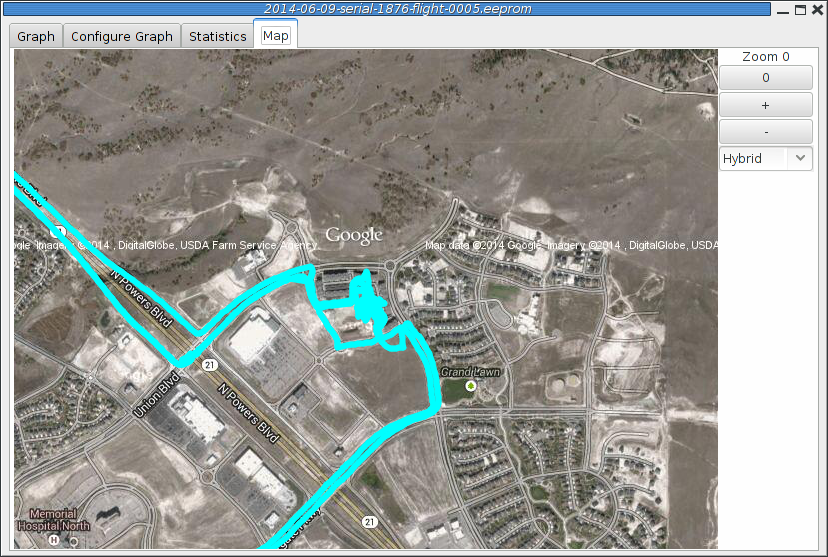 2014-06-09-serial-1876-flight-0005.eeprom
Graph
Configure Graph
Statistics
Map
Zoom 0
0
+
-
Hybrid
Google
Imagery ©2014 , DigitalGlobe, USDA Farm Service Agency
Map data ©2014 Google Imagery ©2014 , DigitalGlobe, USDA
N Powers Blvd
21
Union Blvd
N Powers Blvd
Grand Lawn
21
Memorial
Hospital North
H